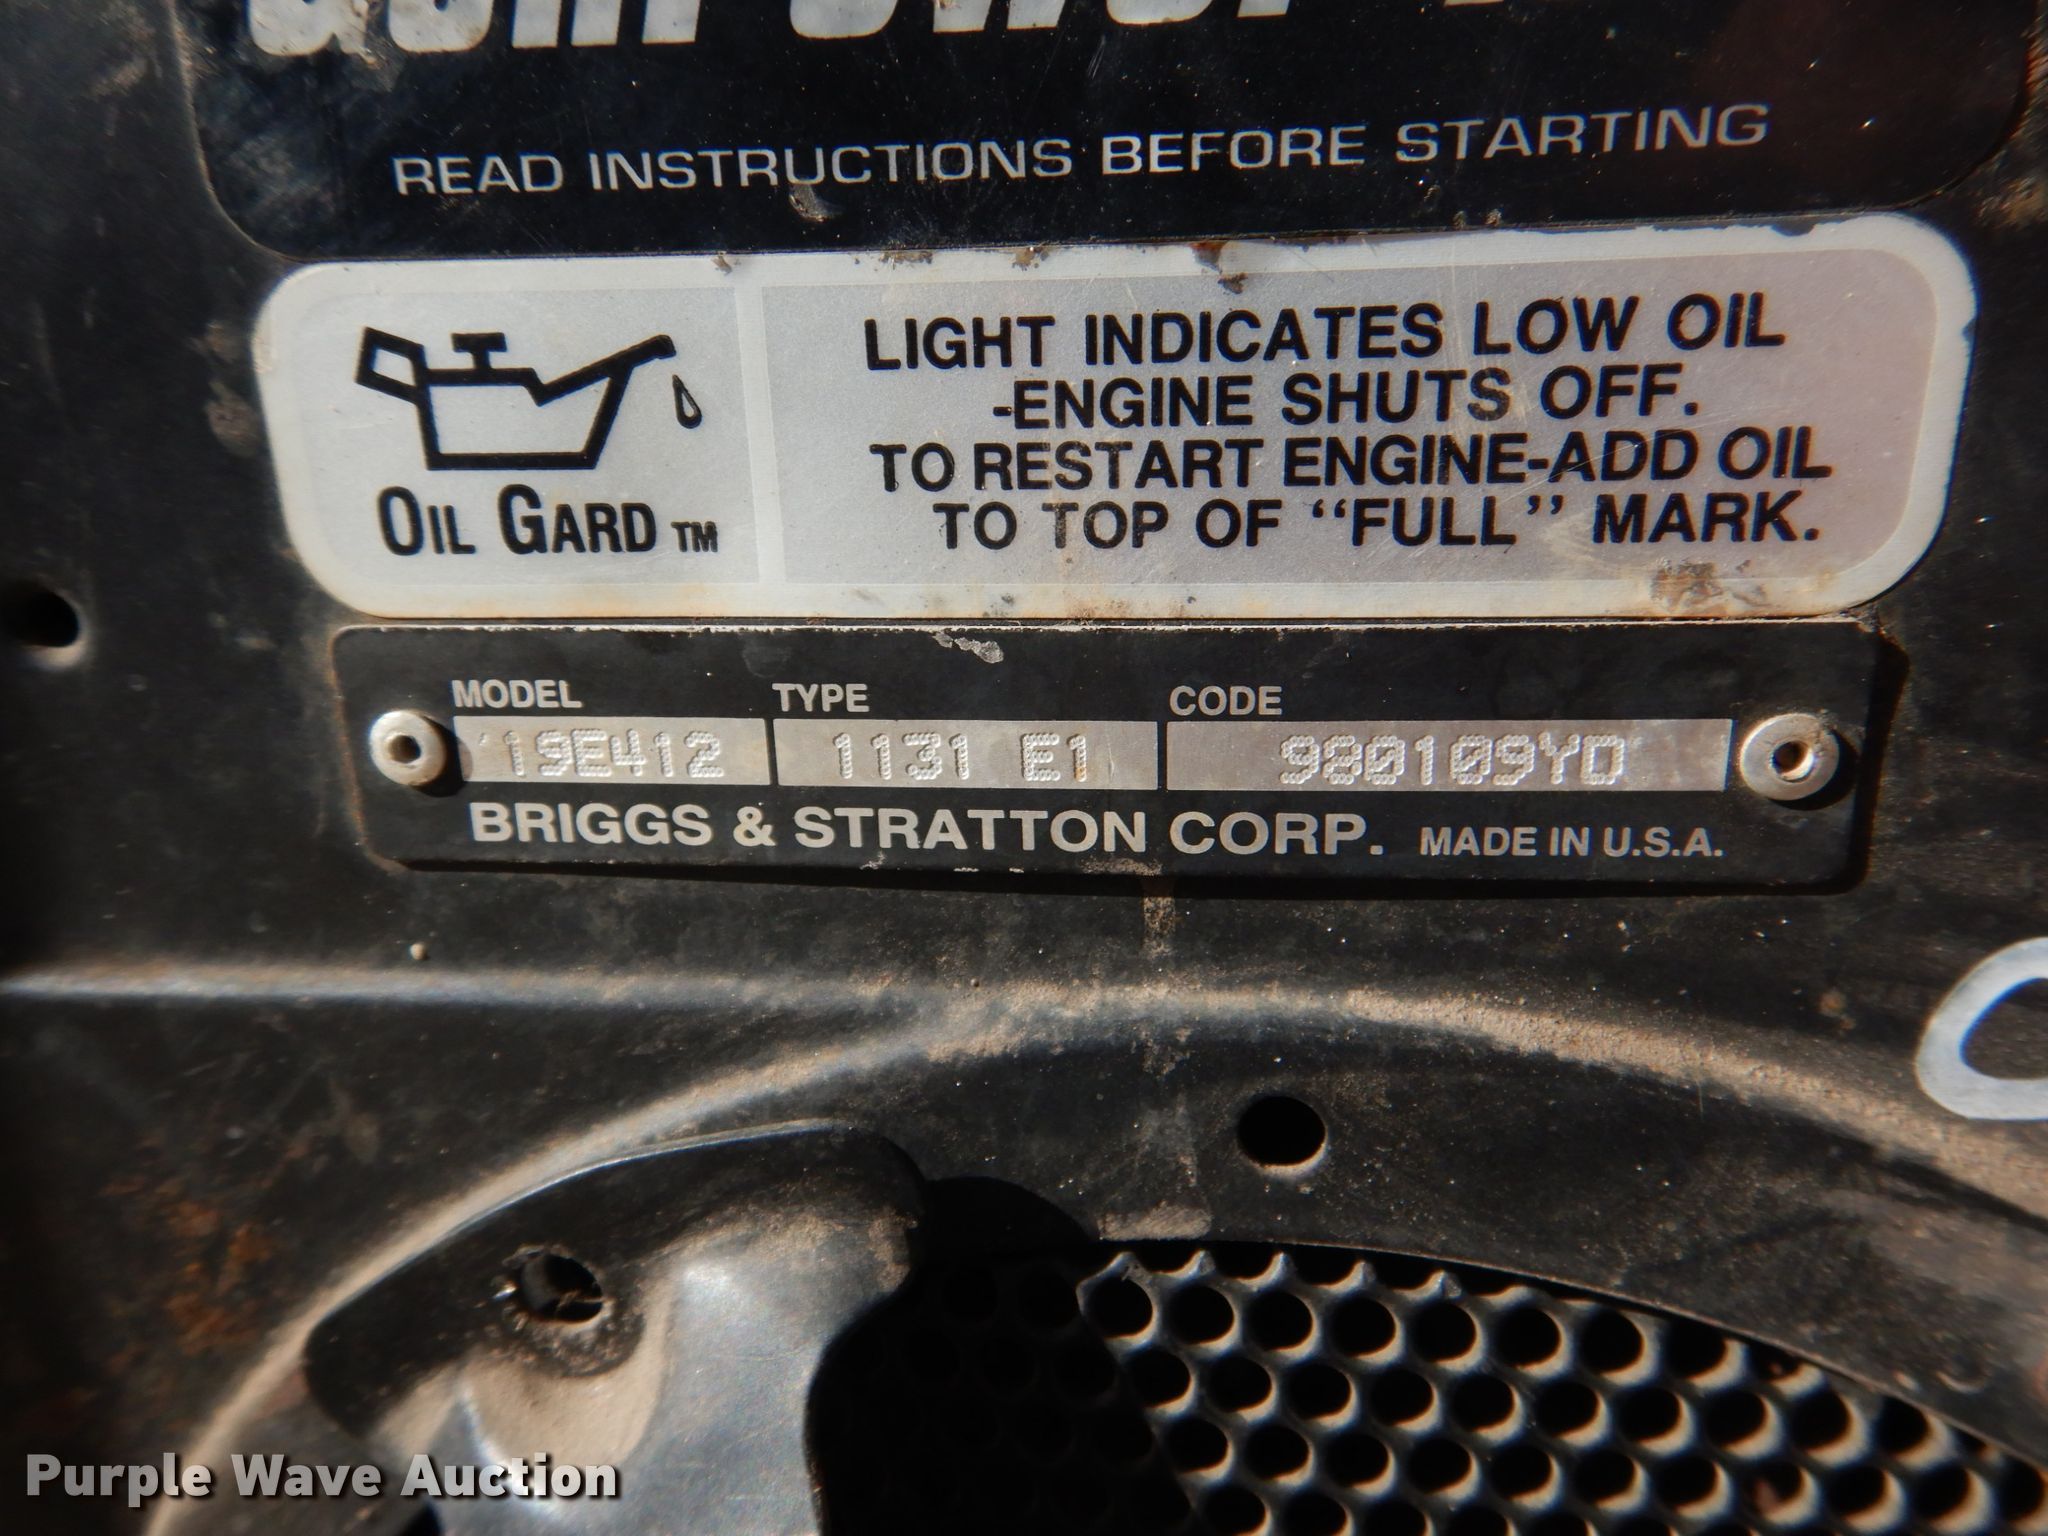 READ INSTRUCTIONS BEFORE STARTING
LIGHT INDICATES LOW OIL
-ENGINE SHUTS OFF.
TO RESTART ENGINE-ADD OIL
TO TOP OF "FULL" MARK.
OIL GARD TM
MODEL TYPE CODE
19E412 1131 E1 980109YD
BRIGGS & STRATTON CORP. MADE IN U.S.A.
Purple Wave Auction